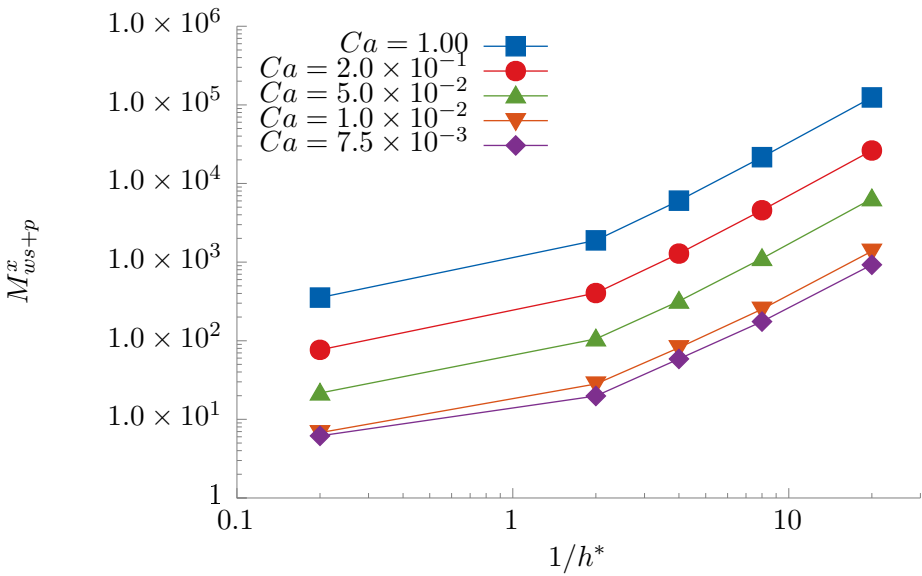 1.0 × 10^6
1.0 × 10^5
1.0 × 10^4
1.0 × 10^3
1.0 × 10^2
1.0 × 10^1
1
M^x_{ws+p}
Ca = 1.00
Ca = 2.0 × 10^{-1}
Ca = 5.0 × 10^{-2}
Ca = 1.0 × 10^{-2}
Ca = 7.5 × 10^{-3}
0.1 1 10
1/h^*